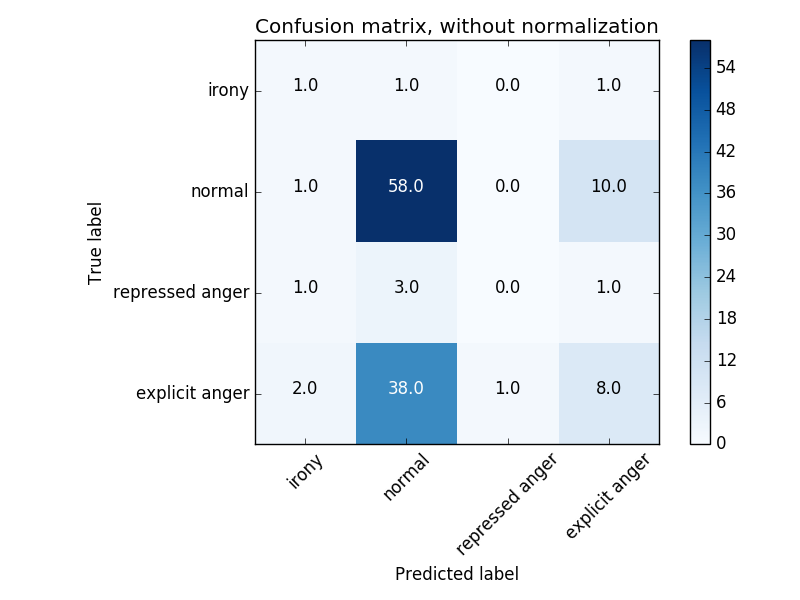 Confusion matrix, without normalization
irony 1.0 1.0 0.0 1.0
normal 1.0 58.0 0.0 10.0
repressed anger 1.0 3.0 0.0 1.0
explicit anger 2.0 38.0 1.0 8.0
True label
irony normal repressed anger explicit anger
Predicted label
54
48
42
36
30
24
18
12
6
0